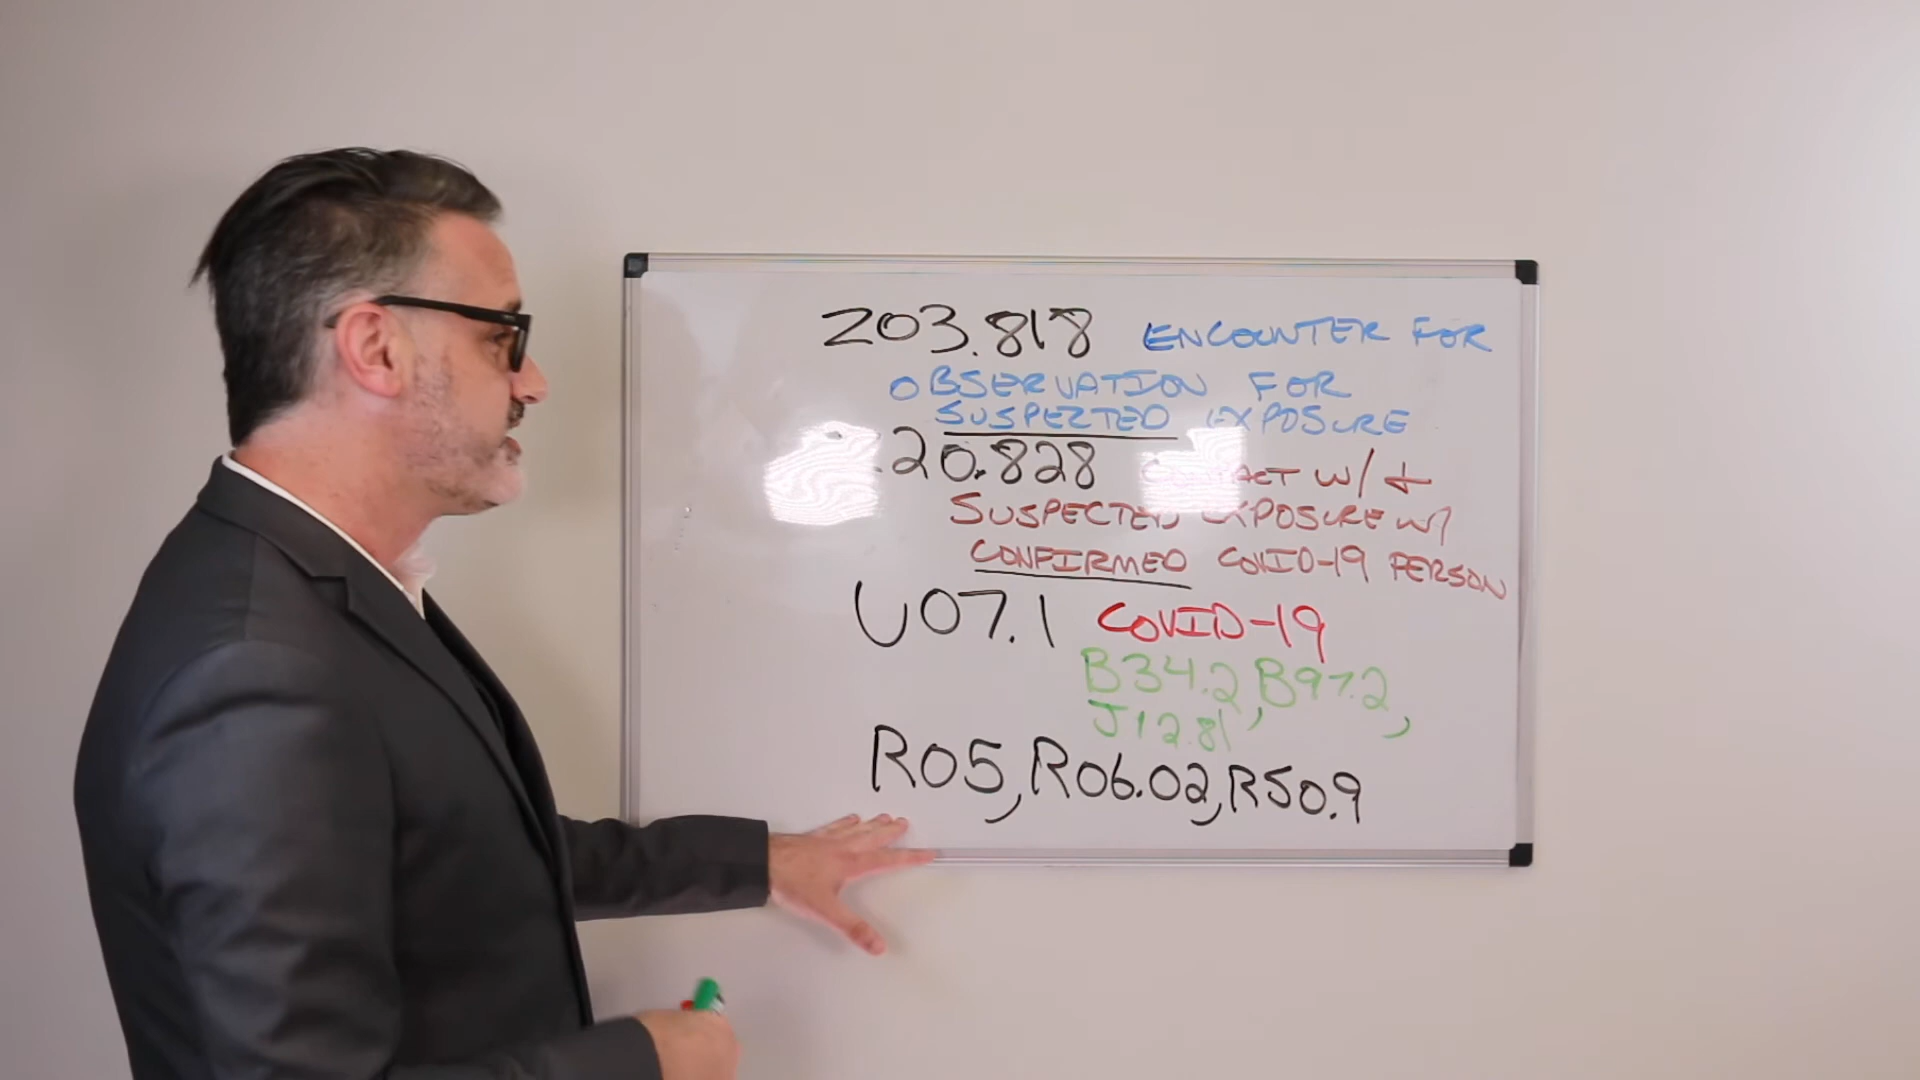 Z03.818 ENCOUNTER FOR
OBSERVATION FOR
SUSPECTED EXPOSURE
20.828 CONTACT W/ +
SUSPECTED EXPOSURE W/
CONFIRMED COVID-19 PERSON
U07.1 COVID-19
B34.2, B97.2,
J12.81
R05, R06.02, R50.9